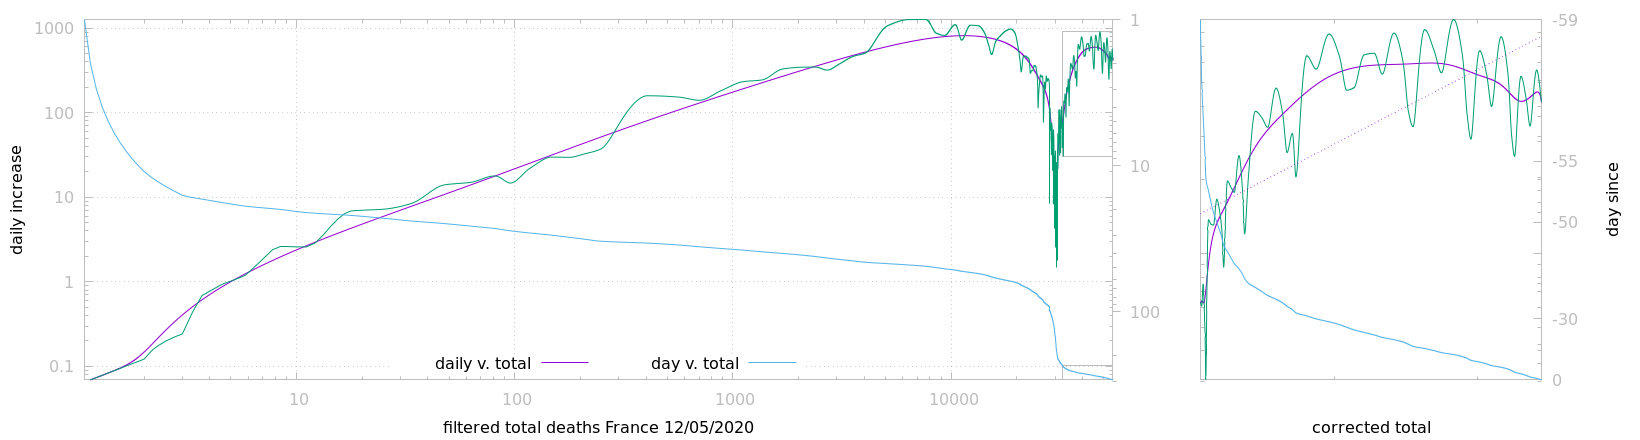 1000
100
10
1
0.1
daily increase
daily v. total
day v. total
10
100
1000
10000
filtered total deaths France 12/05/2020
1
10
100
-59
-55
-50
-30
0
day since
corrected total